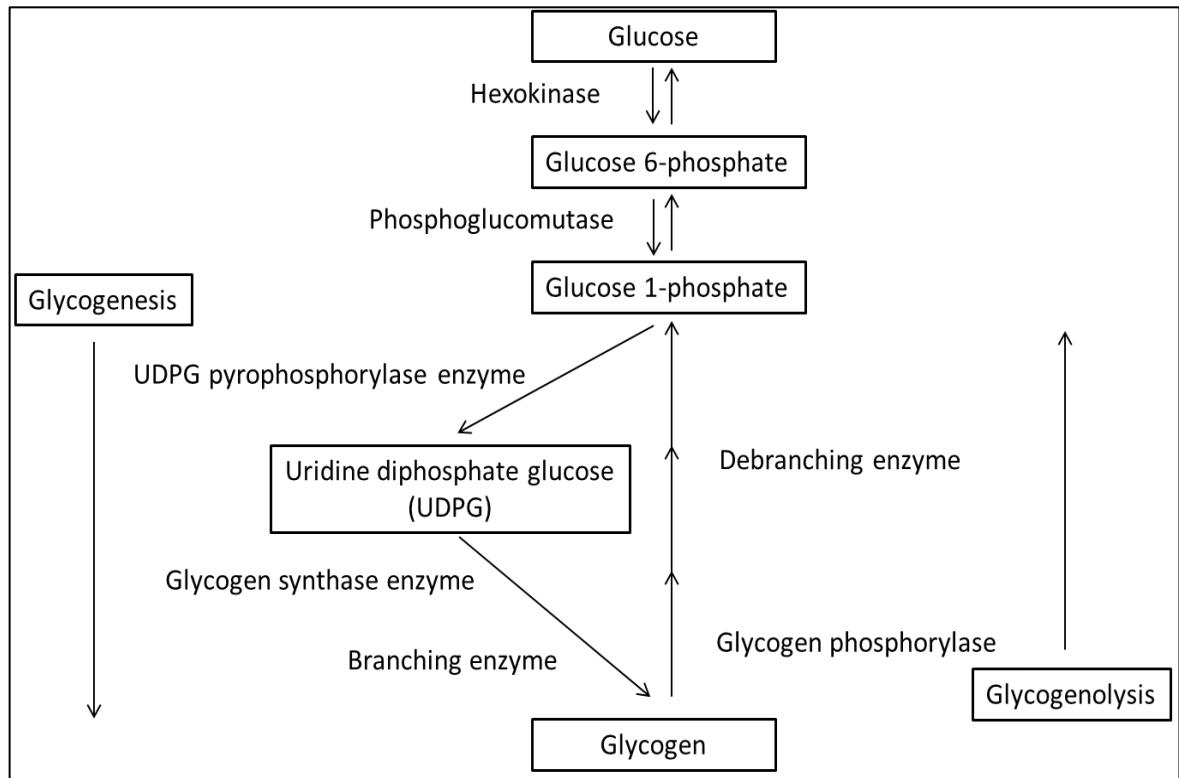 Glucose
Hexokinase
Glucose 6-phosphate
Phosphoglucomutase
Glucose 1-phosphate
Glycogenesis
UDPG pyrophosphorylase enzyme
Debranching enzyme
Uridine diphosphate glucose
(UDPG)
Glycogen synthase enzyme
Glycogen phosphorylase
Branching enzyme
Glycogenolysis
Glycogen